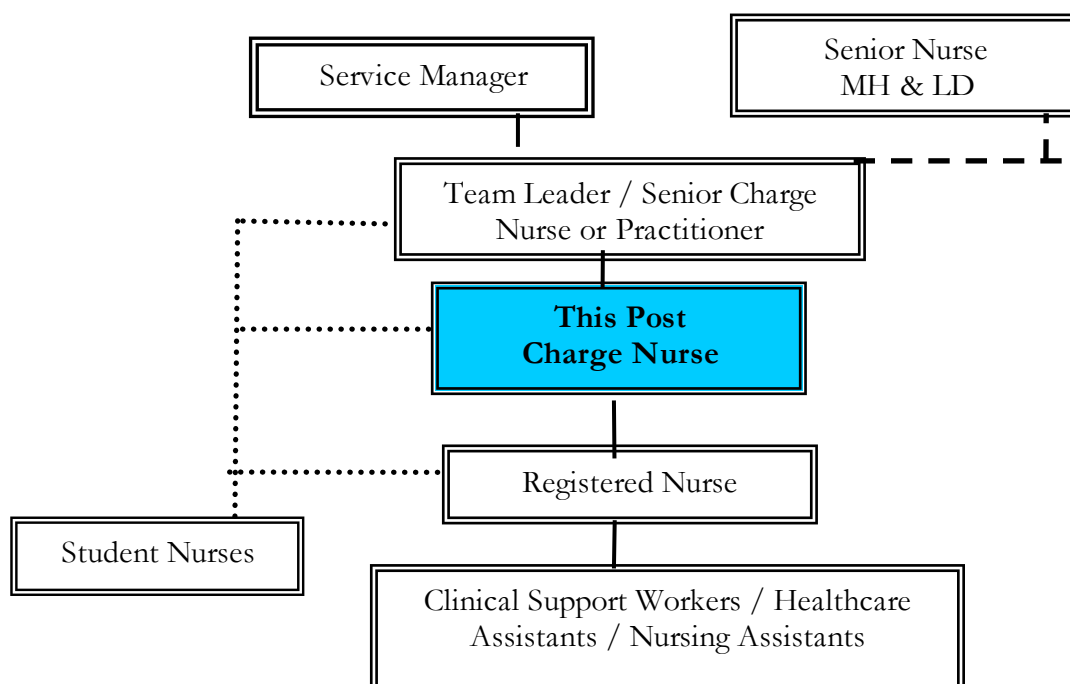 Service Manager
Senior Nurse
MH & LD
Team Leader / Senior Charge
Nurse or Practitioner
This Post
Charge Nurse
Registered Nurse
Student Nurses
Clinical Support Workers / Healthcare
Assistants / Nursing Assistants